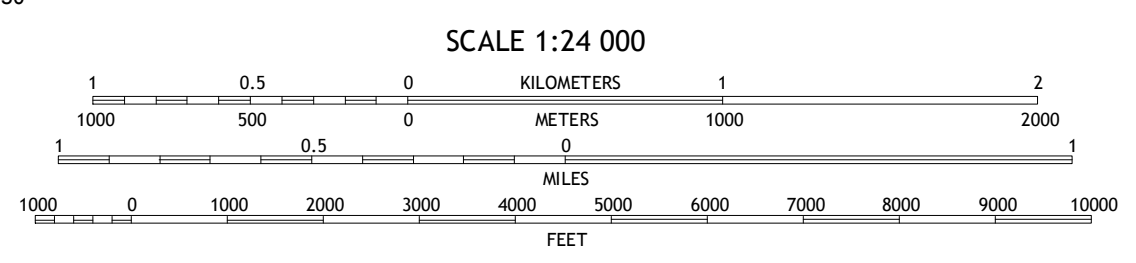 SCALE 1:24 000
1 0.5 0 KILOMETERS 1 2
1000 500 0 METERS 1000 2000
1 0.5 0 1
MILES
1000 0 1000 2000 3000 4000 5000 6000 7000 8000 9000 10000
FEET